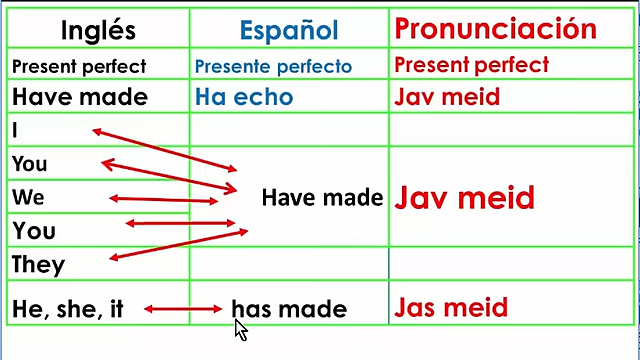 Inglés Español Pronunciación
Present perfect Presente perfecto Present perfect
Have made Ha echo Jav meid
I
You
We Have made Jav meid
You
They
He, she, it has made Jas meid